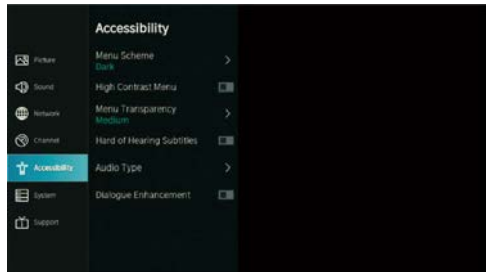 Accessibility
Picture
Sound
Network
Channel
Accessibility
System
Support
Menu Scheme
Dark
High Contrast Menu
Menu Transparency
Medium
Hard of Hearing Subtitles
Audio Type
Dialogue Enhancement